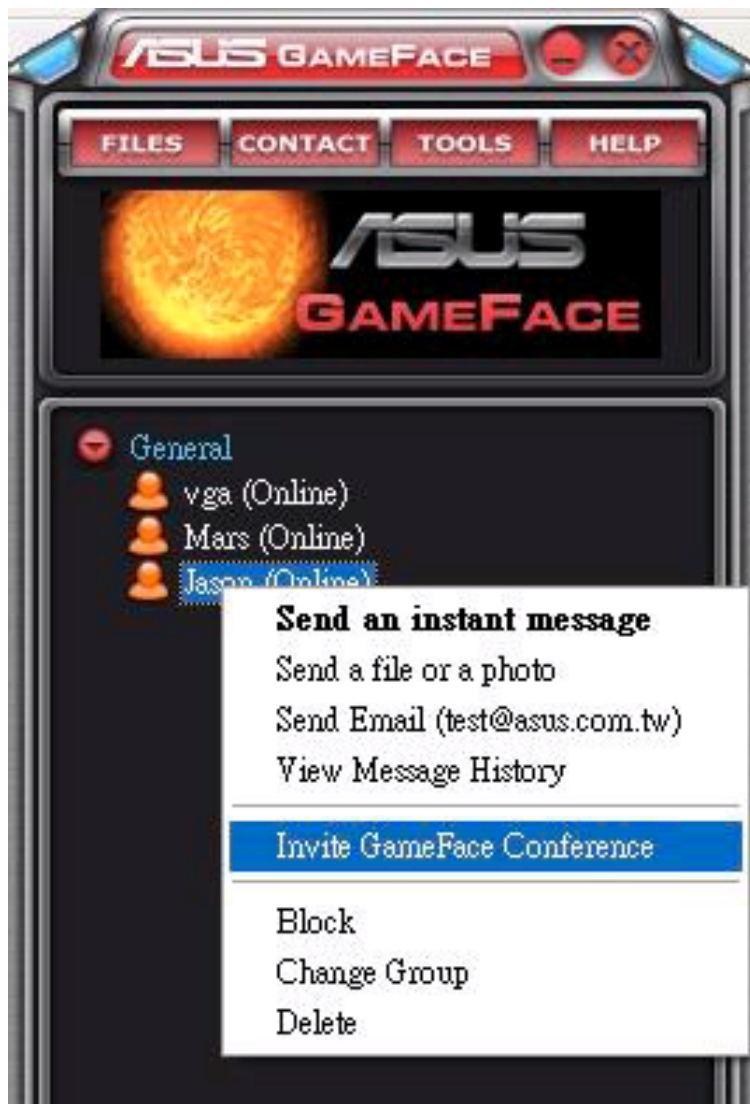 ASUS GAMEFACE
FILES CONTACT TOOLS HELP
ASUS
GAMEFACE
General
vga (Online)
Mars (Online)
Jason (Online)
Send an instant message
Send a file or a photo
Send Email (test@asus.com.tw)
View Message History
Invite GameFace Conference
Block
Change Group
Delete